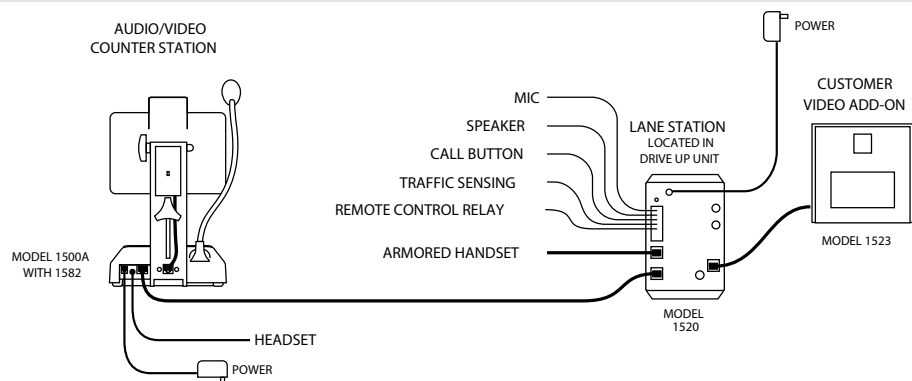 AUDIO/VIDEO
COUNTER STATION
POWER
CUSTOMER
VIDEO ADD-ON
MIC
SPEAKER
CALL BUTTON
TRAFFIC SENSING
REMOTE CONTROL RELAY
ARMORED HANDSET
LANE STATION
LOCATED IN
DRIVE UP UNIT
MODEL 1523
MODEL 1500A
WITH 1582
MODEL
1520
HEADSET
POWER